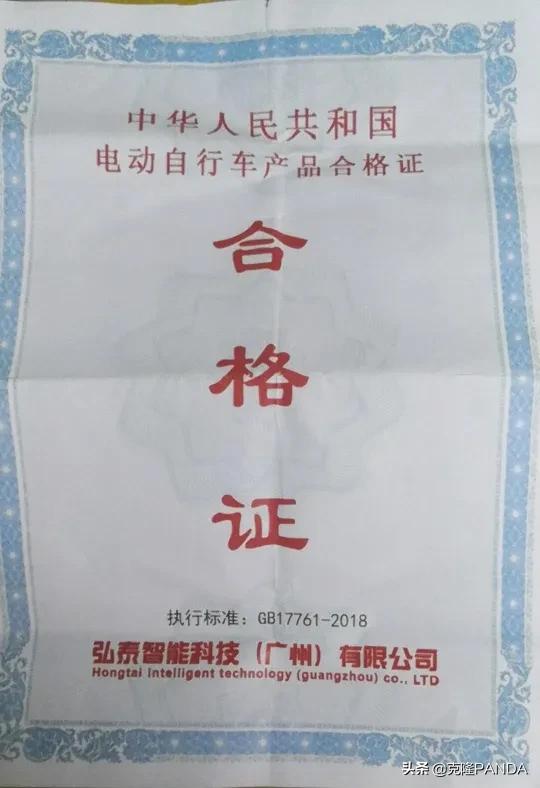 中华人民共和国
电动自行车产品合格证
合
格
证
执行标准：GB17761-2018
弘泰智能科技（广州）有限公司
Hongtai Intelligent technology (guangzhou) co., LTD
头条 @克隆PANDA